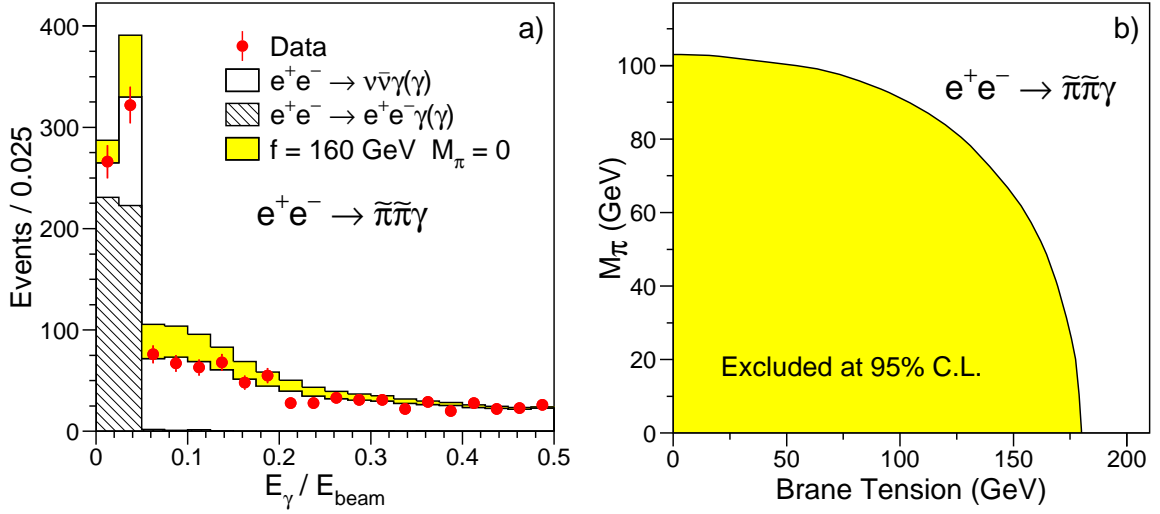 a)
Events / 0.025
400
300
200
100
0
Data
e⁺e⁻ → νν̄γ(γ)
e⁺e⁻ → e⁺e⁻γ(γ)
f = 160 GeV M_π = 0
e⁺e⁻ → π̃π̃γ
0 0.1 0.2 0.3 0.4 0.5
E_γ / E_beam
b)
M_π (GeV)
100
80
60
40
20
0
e⁺e⁻ → π̃π̃γ
Excluded at 95% C.L.
0 50 100 150 200
Brane Tension (GeV)